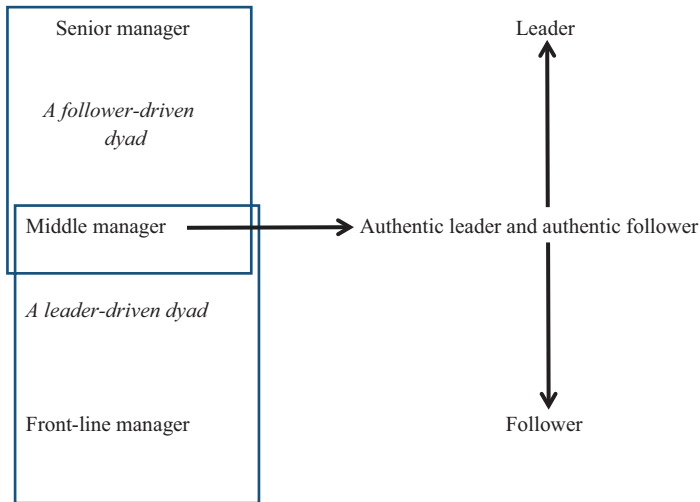 Senior manager
Leader
A follower-driven
dyad
Middle manager
Authentic leader and authentic follower
A leader-driven dyad
Front-line manager
Follower